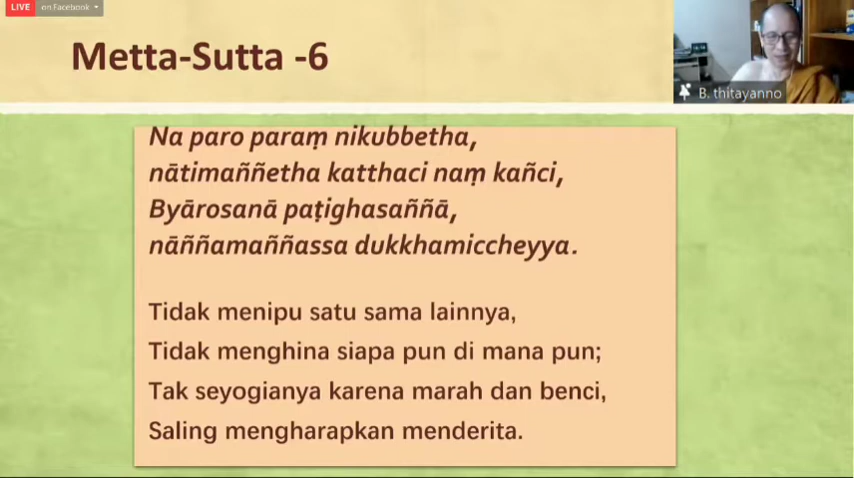 LIVE on Facebook
Metta-Sutta -6
B. thitayanno
Na paro paraṃ nikubbetha,
nātimaññetha katthaci naṃ kañci,
Byārosanā paṭighasaññā,
nāññamaññassa dukkhamiccheyya.
Tidak menipu satu sama lainnya,
Tidak menghina siapa pun di mana pun;
Tak seyogianya karena marah dan benci,
Saling mengharapkan menderita.